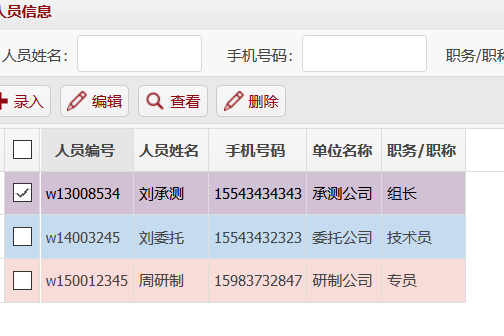 人员信息
人员姓名： 手机号码： 职务/职称
录入 编辑 查看 删除
人员编号 人员姓名 手机号码 单位名称 职务/职称
w13008534 刘承测 15543434343 承测公司 组长
w14003245 刘委托 15543432323 委托公司 技术员
w150012345 周研制 15983732847 研制公司 专员